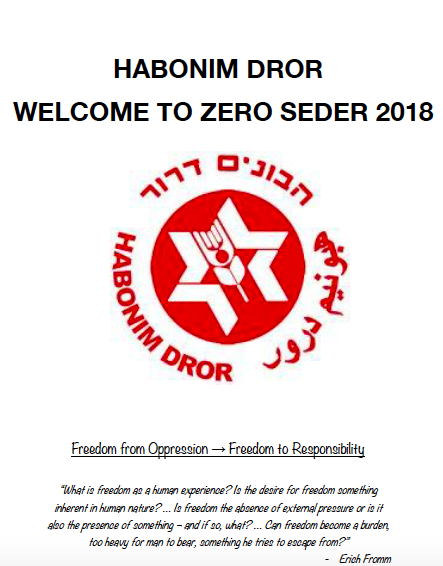 HABONIM DROR
WELCOME TO ZERO SEDER 2018
הבונים דרור
HABONIM DROR
هبونيم درور
Freedom from Oppression → Freedom to Responsibility
“What is freedom as a human experience? Is the desire for freedom something
inherent in human nature? ... Is freedom the absence of external pressure or is it
also the presence of something – and if so, what? ... Can freedom become a burden,
too heavy for man to bear, something he tries to escape from?”
- Erich Fromm